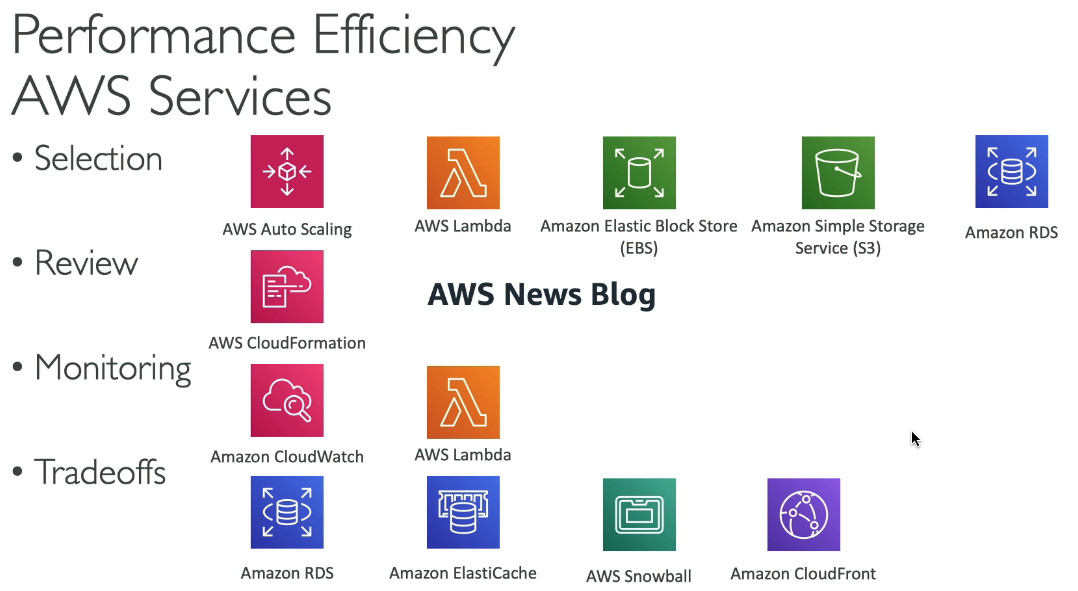 Performance Efficiency
AWS Services
• Selection
AWS Auto Scaling
AWS Lambda
Amazon Elastic Block Store
(EBS)
Amazon Simple Storage
Service (S3)
Amazon RDS
• Review
AWS CloudFormation
AWS News Blog
• Monitoring
Amazon CloudWatch
AWS Lambda
• Tradeoffs
Amazon RDS
Amazon ElastiCache
AWS Snowball
Amazon CloudFront